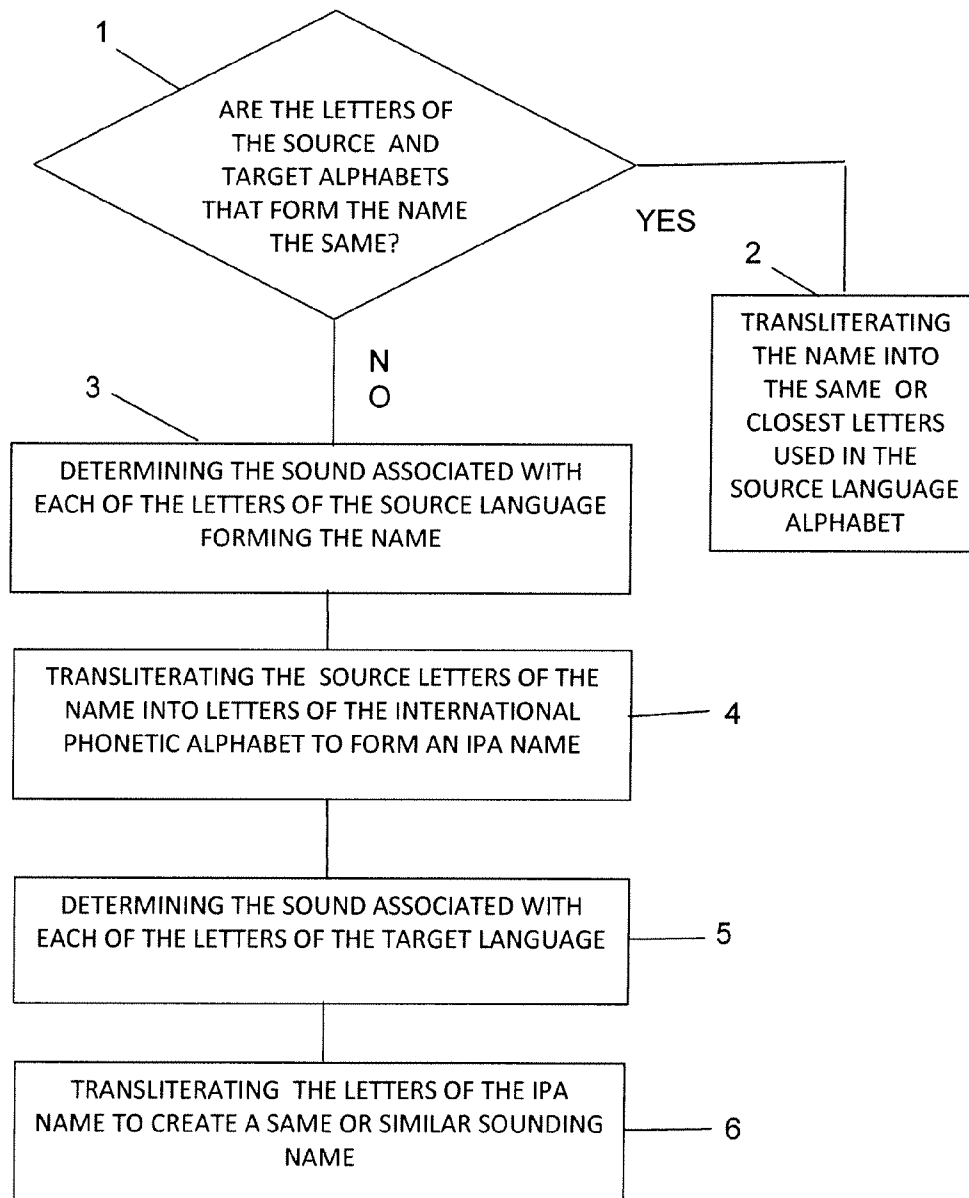 1
ARE THE LETTERS OF
THE SOURCE AND
TARGET ALPHABETS
THAT FORM THE NAME
THE SAME?
YES
2
TRANSLITERATING
THE NAME INTO
THE SAME OR
CLOSEST LETTERS
USED IN THE
SOURCE LANGUAGE
ALPHABET
N
O
3
DETERMINING THE SOUND ASSOCIATED WITH
EACH OF THE LETTERS OF THE SOURCE LANGUAGE
FORMING THE NAME
TRANSLITERATING THE SOURCE LETTERS OF THE
NAME INTO LETTERS OF THE INTERNATIONAL
PHONETIC ALPHABET TO FORM AN IPA NAME
4
DETERMINING THE SOUND ASSOCIATED WITH
EACH OF THE LETTERS OF THE TARGET LANGUAGE
5
TRANSLITERATING THE LETTERS OF THE IPA
NAME TO CREATE A SAME OR SIMILAR SOUNDING
NAME
6